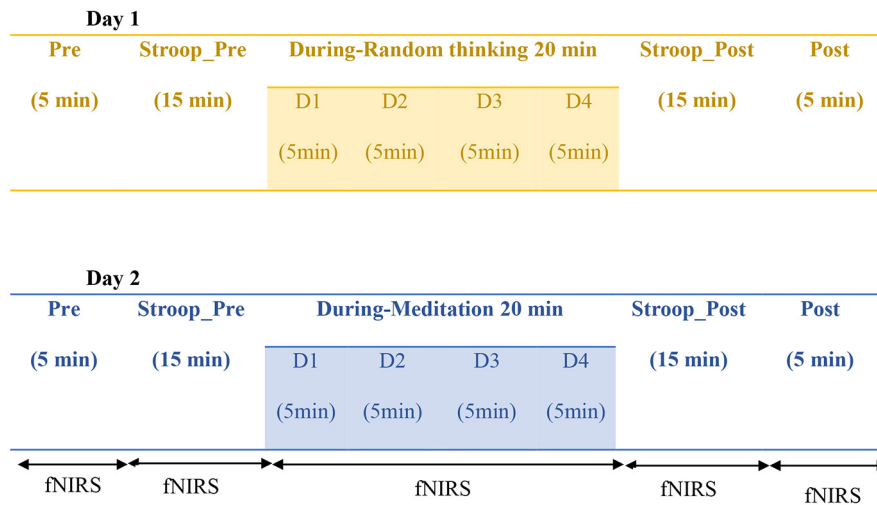 Day 1
Pre Stroop_Pre During-Random thinking 20 min Stroop_Post Post
(5 min) (15 min) D1 D2 D3 D4 (15 min) (5 min)
(5min) (5min) (5min) (5min)
Day 2
Pre Stroop_Pre During-Meditation 20 min Stroop_Post Post
(5 min) (15 min) D1 D2 D3 D4 (15 min) (5 min)
(5min) (5min) (5min) (5min)
fNIRS fNIRS fNIRS fNIRS fNIRS